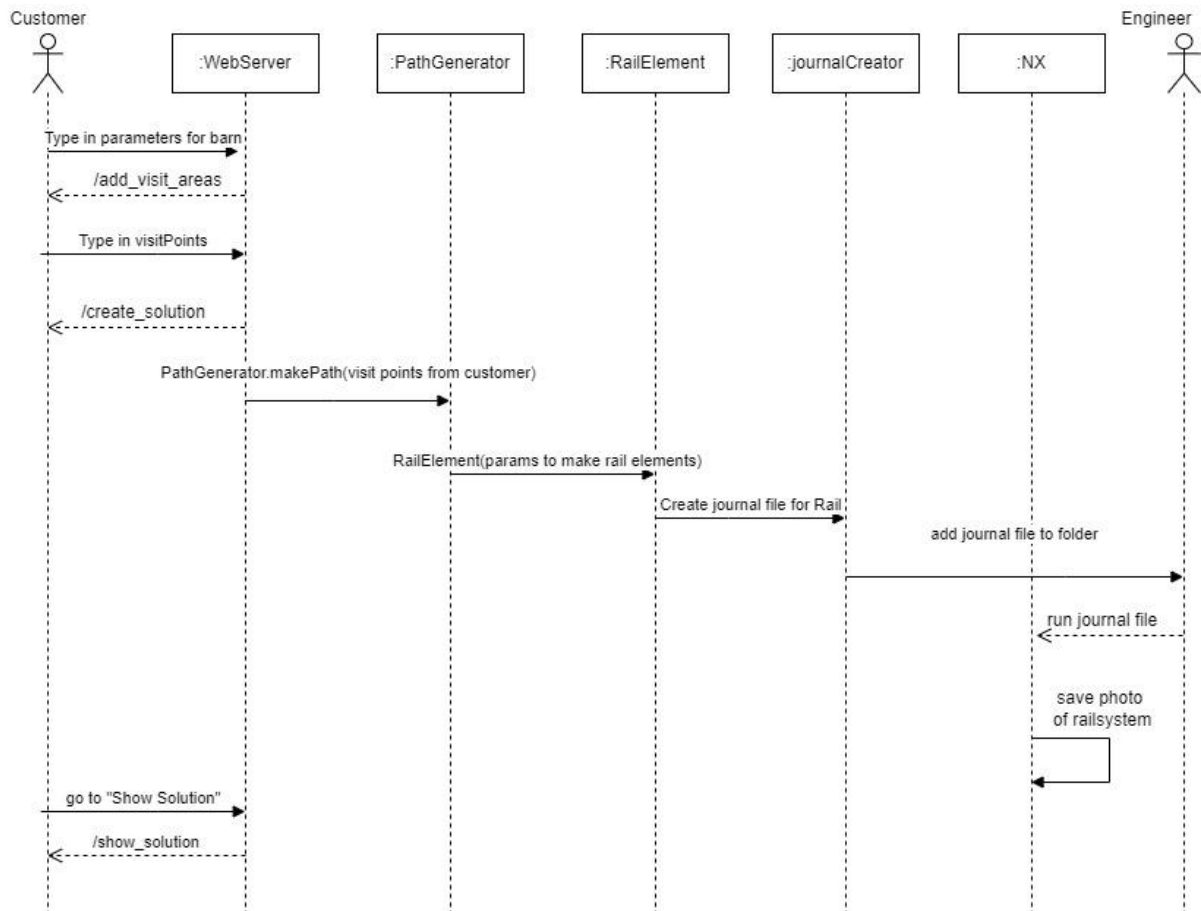 Customer
Engineer
:WebServer
:PathGenerator
:RailElement
:journalCreator
:NX
Type in parameters for barn
/add_visit_areas
Type in visitPoints
/create_solution
PathGenerator.makePath(visit points from customer)
RailElement(params to make rail elements)
Create journal file for Rail
add journal file to folder
run journal file
save photo
of railsystem
go to "Show Solution"
/show_solution